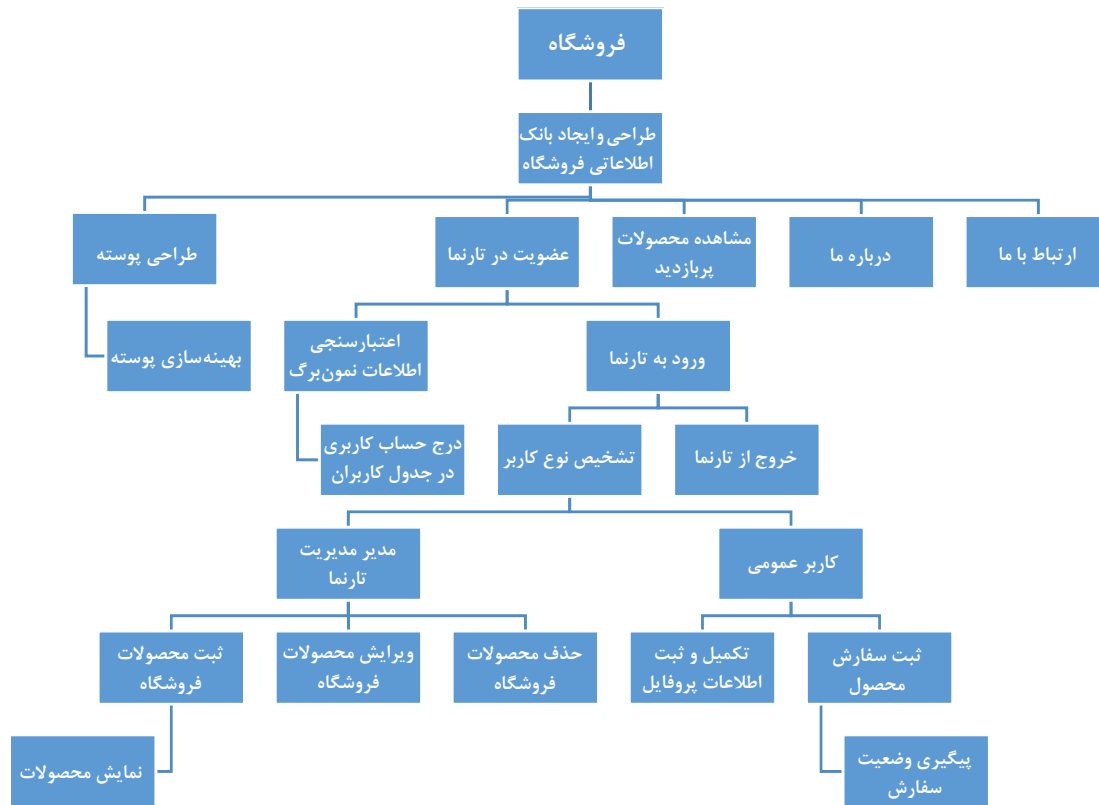 فروشگاه
طراحی و ایجاد بانک
اطلاعاتی فروشگاه
ارتباط با ما
درباره ما
مشاهده محصولات
پربازدید
عضویت در تارنما
طراحی پوسته
ورود به تارنما
اعتبارسنجی
اطلاعات نمون‌برگ
بهینه‌سازی پوسته
خروج از تارنما
تشخیص نوع کاربر
درج حساب کاربری
در جدول کاربران
کاربر عمومی
مدیر مدیریت
تارنما
ثبت سفارش
محصول
تکمیل و ثبت
اطلاعات پروفایل
حذف محصولات
فروشگاه
ویرایش محصولات
فروشگاه
ثبت محصولات
فروشگاه
پیگیری وضعیت
سفارش
نمایش محصولات